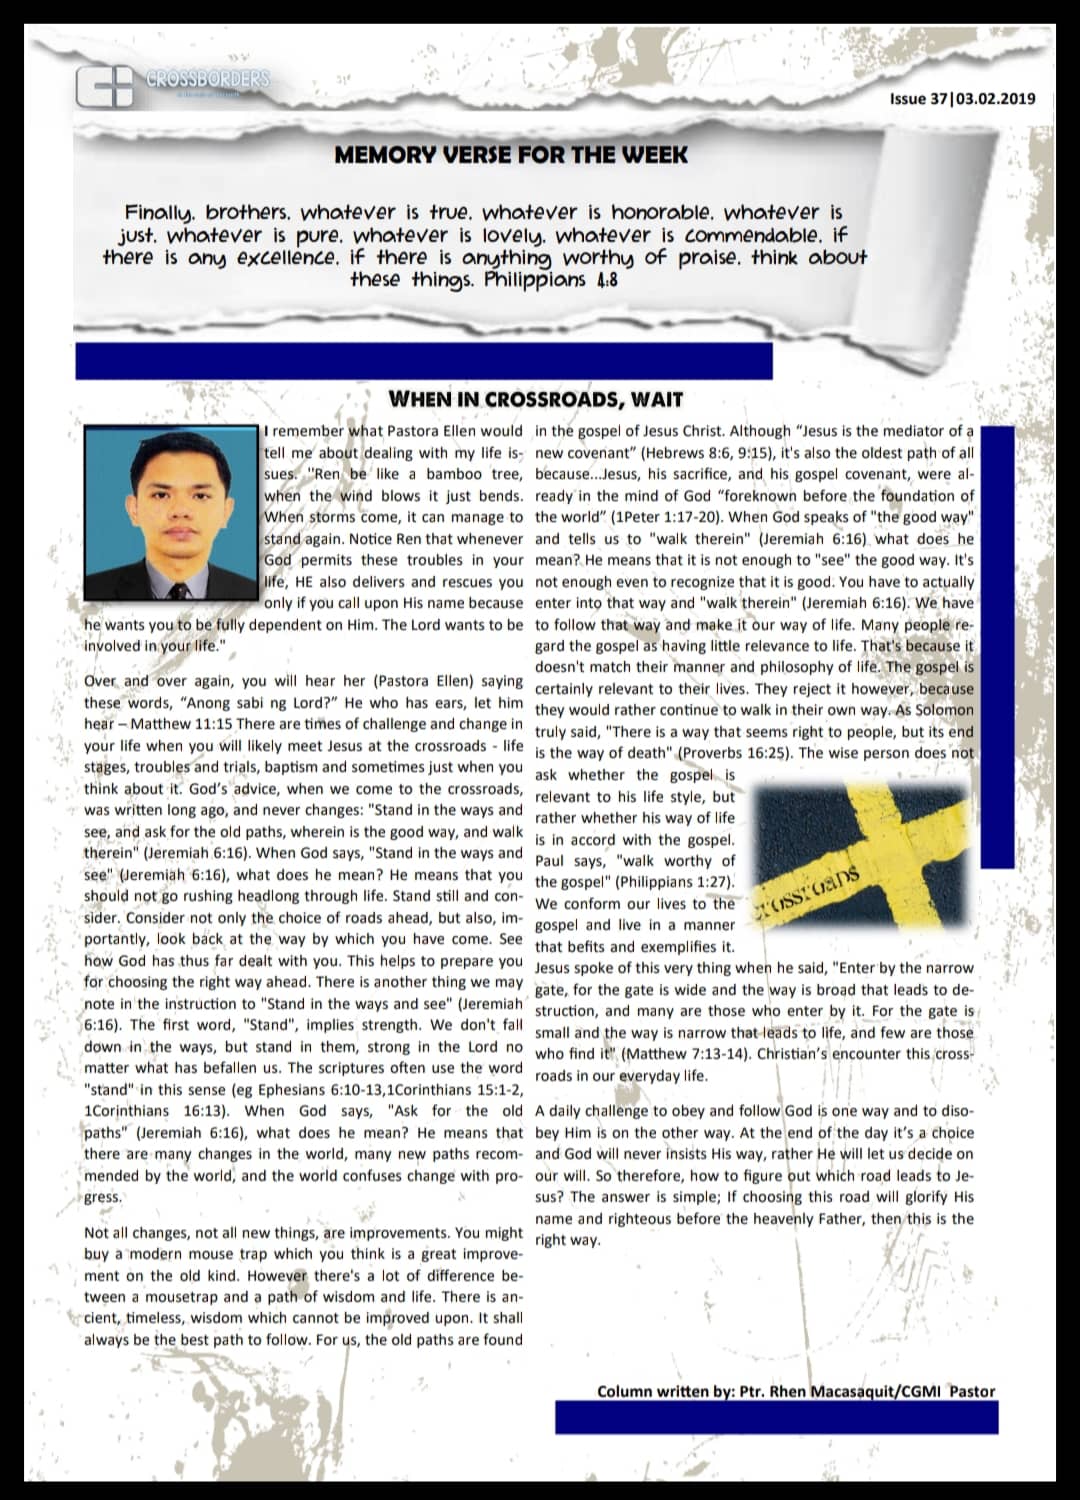 CROSSBORDERS
Issue 37|03.02.2019
MEMORY VERSE FOR THE WEEK
Finally, brothers, whatever is true, whatever is honorable, whatever is
just, whatever is pure, whatever is lovely, whatever is commendable, if
there is any excellence, if there is anything worthy of praise, think about
these things. Philippians 4:8
WHEN IN CROSSROADS, WAIT
I remember what Pastora Ellen would
tell me about dealing with my life is-
sues. "Ren be like a bamboo tree,
when the wind blows it just bends.
When storms come, it can manage to
stand again. Notice Ren that whenever
God permits these troubles in your
life, HE also delivers and rescues you
only if you call upon His name because
he wants you to be fully dependent on Him. The Lord wants to be
involved in your life."
Over and over again, you will hear her (Pastora Ellen) saying
these words, “Anong sabi ng Lord?” He who has ears, let him
hear – Matthew 11:15 There are times of challenge and change in
your life when you will likely meet Jesus at the crossroads - life
stages, troubles and trials, baptism and sometimes just when you
think about it. God’s advice, when we come to the crossroads,
was written long ago, and never changes: "Stand in the ways and
see, and ask for the old paths, wherein is the good way, and walk
therein" (Jeremiah 6:16). When God says, "Stand in the ways and
see" (Jeremiah 6:16), what does he mean? He means that you
should not go rushing headlong through life. Stand still and con-
sider. Consider not only the choice of roads ahead, but also, im-
portantly, look back at the way by which you have come. See
how God has thus far dealt with you. This helps to prepare you
for choosing the right way ahead. There is another thing we may
note in the instruction to "Stand in the ways and see" (Jeremiah
6:16). The first word, "Stand", implies strength. We don't fall
down in the ways, but stand in them, strong in the Lord no
matter what has befallen us. The scriptures often use the word
"stand" in this sense (eg Ephesians 6:10-13,1Corinthians 15:1-2,
1Corinthians 16:13). When God says, "Ask for the old
paths" (Jeremiah 6:16), what does he mean? He means that
there are many changes in the world, many new paths recom-
mended by the world, and the world confuses change with pro-
gress.
Not all changes, not all new things, are improvements. You might
buy a modern mouse trap which you think is a great improve-
ment on the old kind. However there's a lot of difference be-
tween a mousetrap and a path of wisdom and life. There is an-
cient, timeless, wisdom which cannot be improved upon. It shall
always be the best path to follow. For us, the old paths are found
in the gospel of Jesus Christ. Although “Jesus is the mediator of a
new covenant” (Hebrews 8:6, 9:15), it's also the oldest path of all
because...Jesus, his sacrifice, and his gospel covenant, were al-
ready in the mind of God “foreknown before the foundation of
the world” (1Peter 1:17-20). When God speaks of "the good way"
and tells us to "walk therein" (Jeremiah 6:16) what does he
mean? He means that it is not enough to "see" the good way. It's
not enough even to recognize that it is good. You have to actually
enter into that way and "walk therein" (Jeremiah 6:16). We have
to follow that way and make it our way of life. Many people re-
gard the gospel as having little relevance to life. That's because it
doesn't match their manner and philosophy of life. The gospel is
certainly relevant to their lives. They reject it however, because
they would rather continue to walk in their own way. As Solomon
truly said, "There is a way that seems right to people, but its end
is the way of death" (Proverbs 16:25). The wise person does not
ask whether the gospel is
relevant to his life style, but
rather whether his way of life
is in accord with the gospel.
Paul says, "walk worthy of
the gospel" (Philippians 1:27).
We conform our lives to the
gospel and live in a manner
that befits and exemplifies it.
Jesus spoke of this very thing when he said, "Enter by the narrow
gate, for the gate is wide and the way is broad that leads to de-
struction, and many are those who enter by it. For the gate is
small and the way is narrow that leads to life, and few are those
who find it" (Matthew 7:13-14). Christian’s encounter this cross-
roads in our everyday life.
A daily challenge to obey and follow God is one way and to diso-
bey Him is on the other way. At the end of the day it’s a choice
and God will never insists His way, rather He will let us decide on
our will. So therefore, how to figure out which road leads to Je-
sus? The answer is simple; If choosing this road will glorify His
name and righteous before the heavenly Father, then this is the
right way.
Column written by: Ptr. Rhen Macasaquit/CGMI Pastor